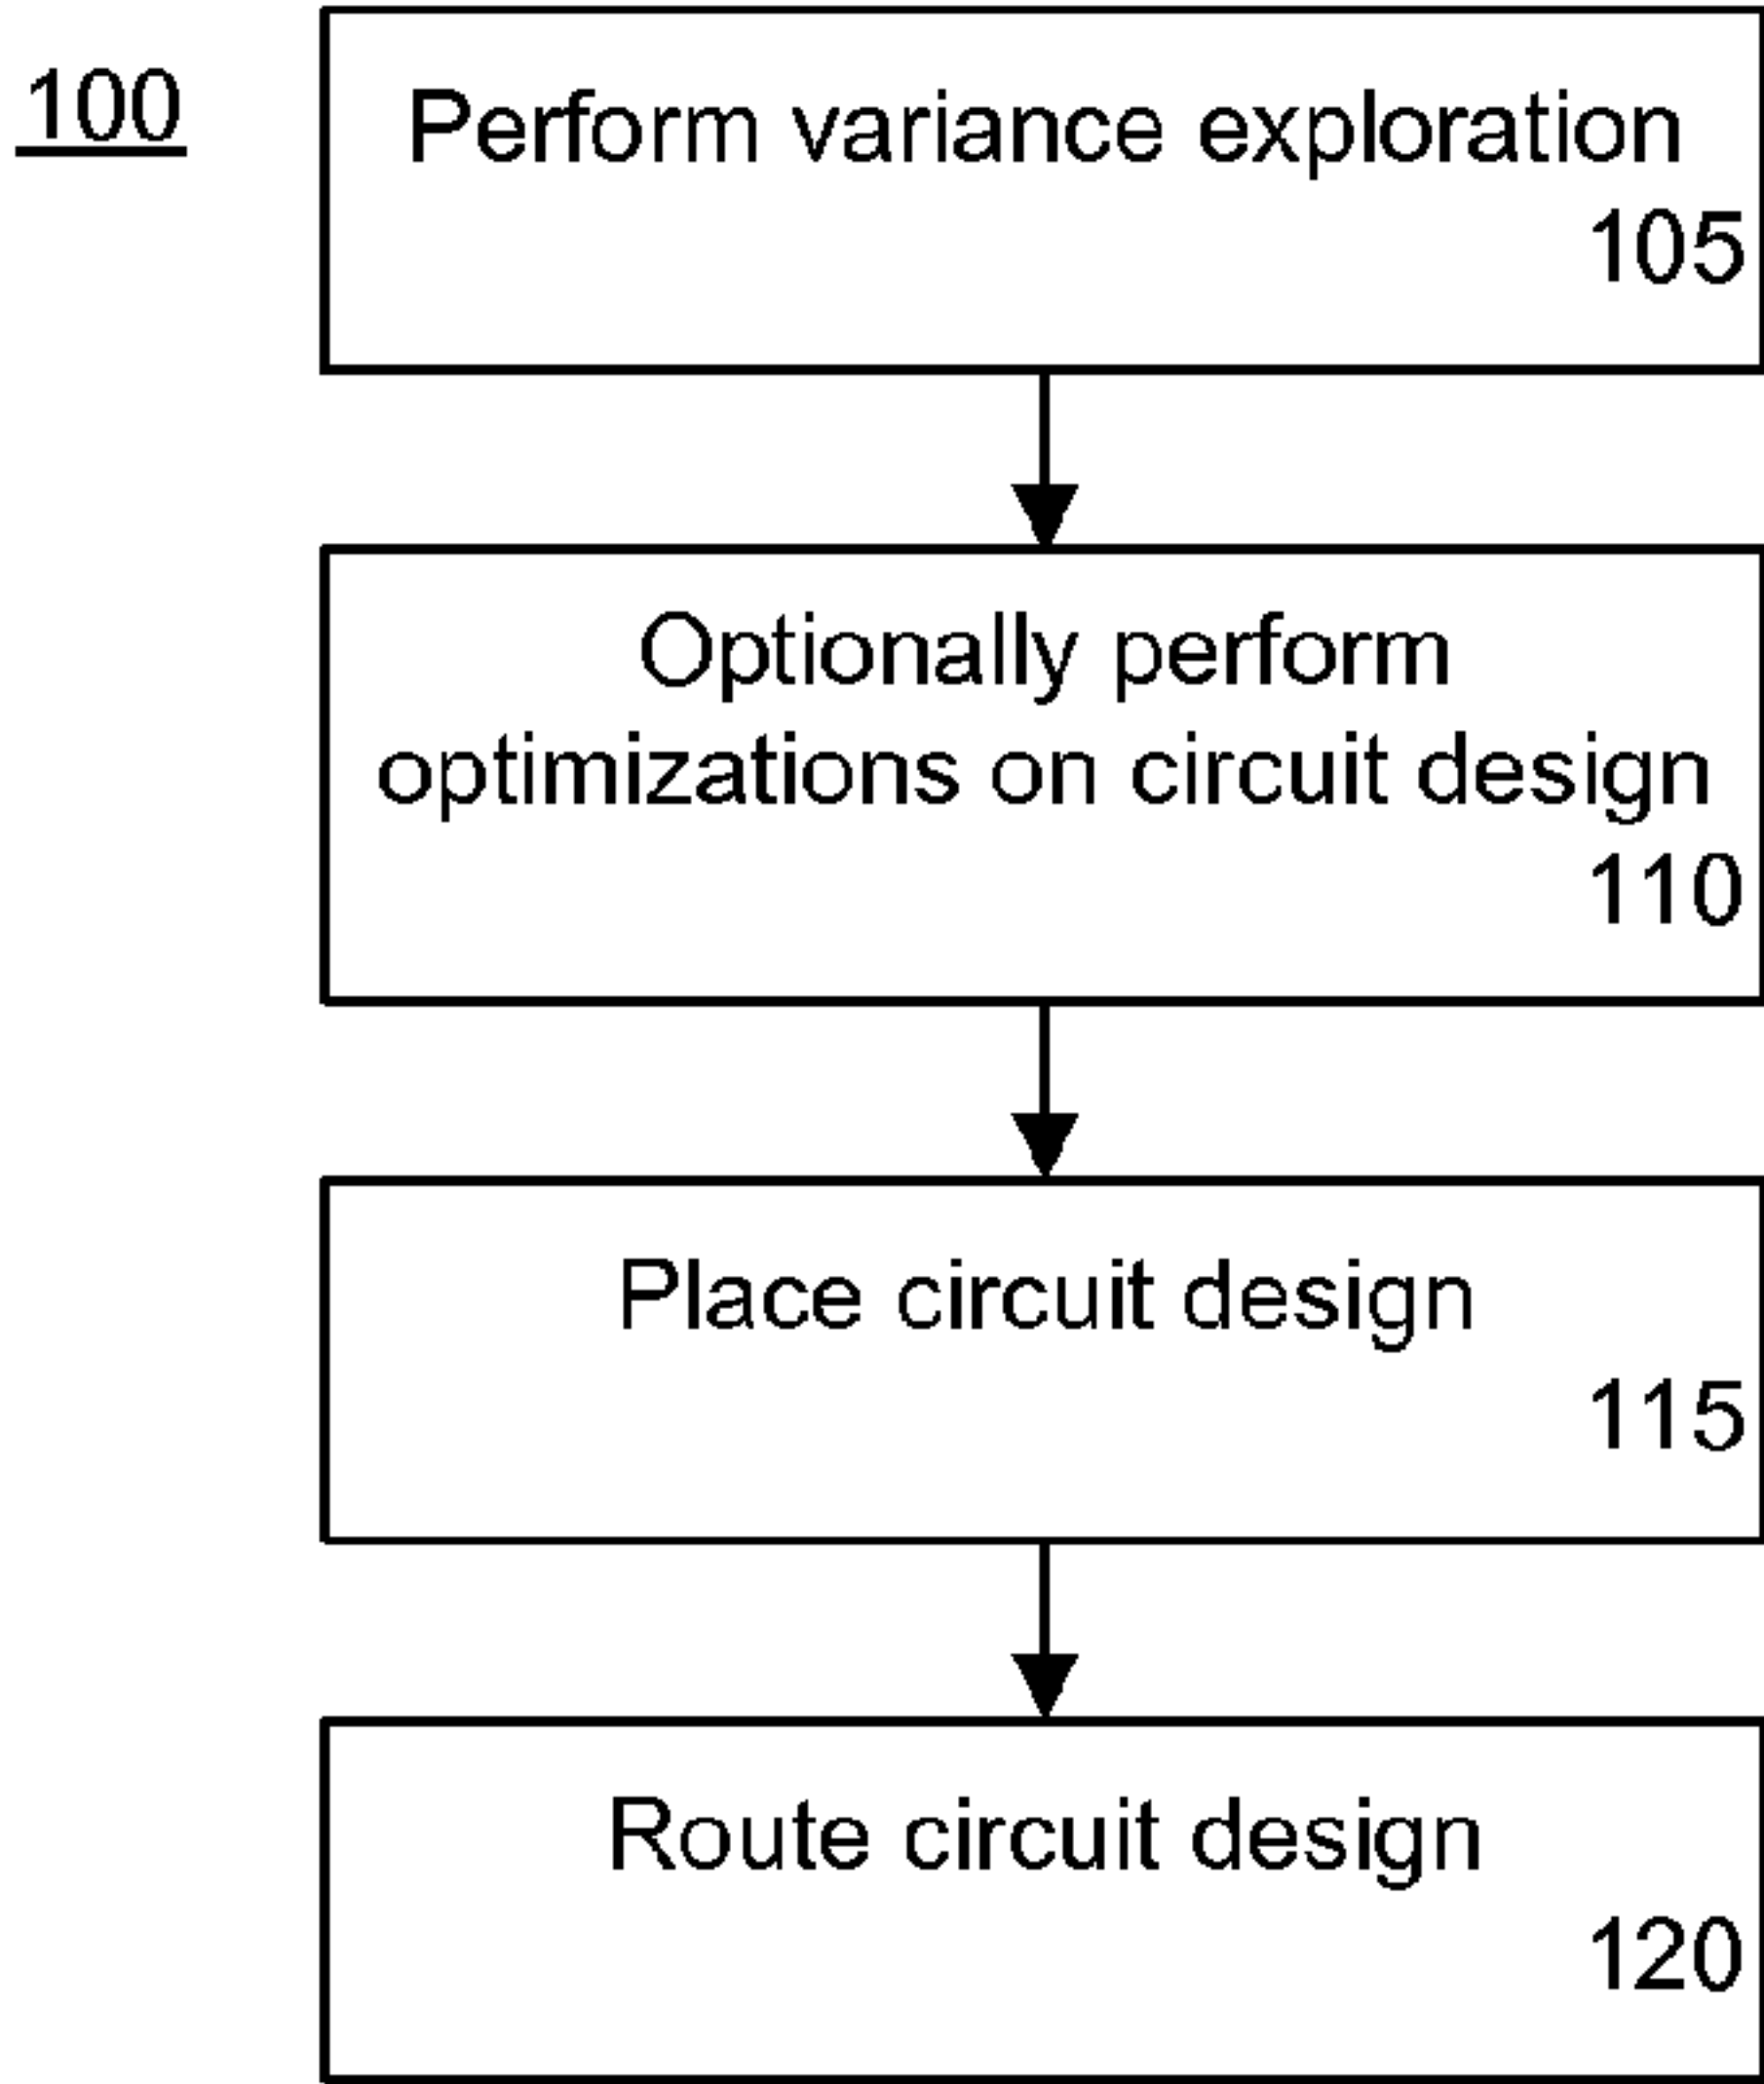 100
Perform variance exploration
105
Optionally perform
optimizations on circuit design
110
Place circuit design
115
Route circuit design
120